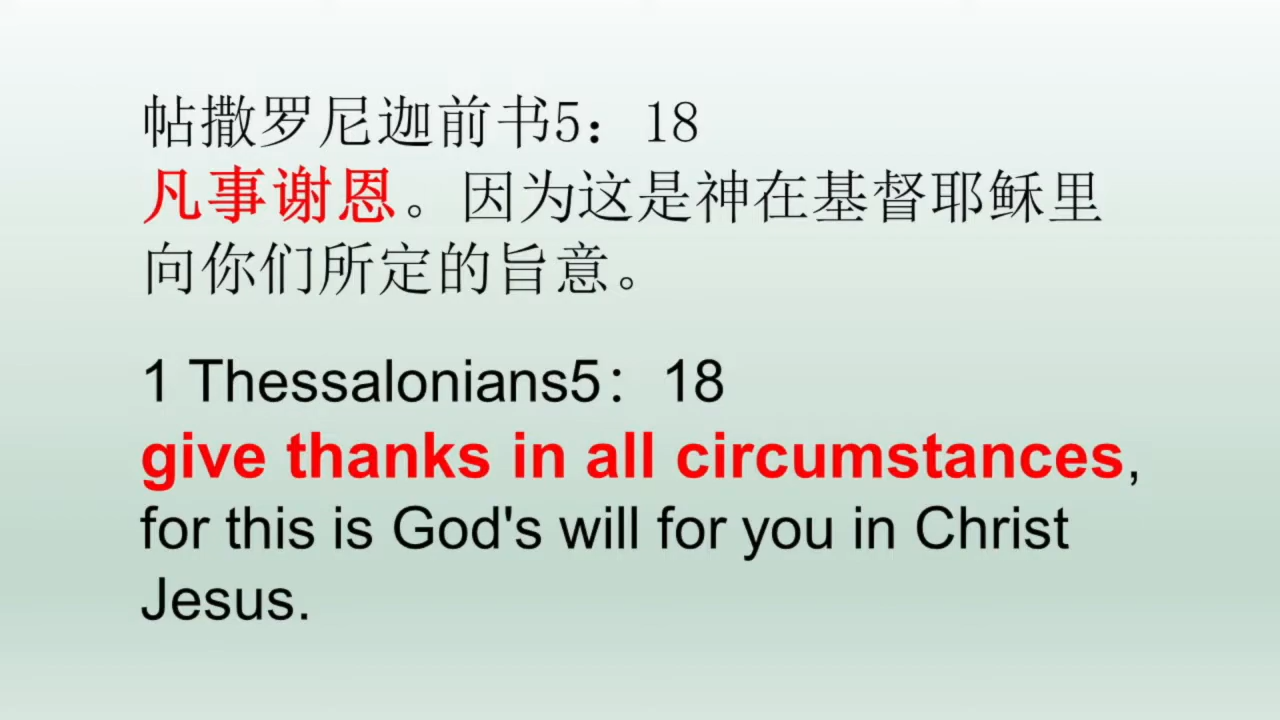 帖撒罗尼迦前书5：18
凡事谢恩。因为这是神在基督耶稣里
向你们所定的旨意。
1 Thessalonians5：18
give thanks in all circumstances,
for this is God's will for you in Christ
Jesus.